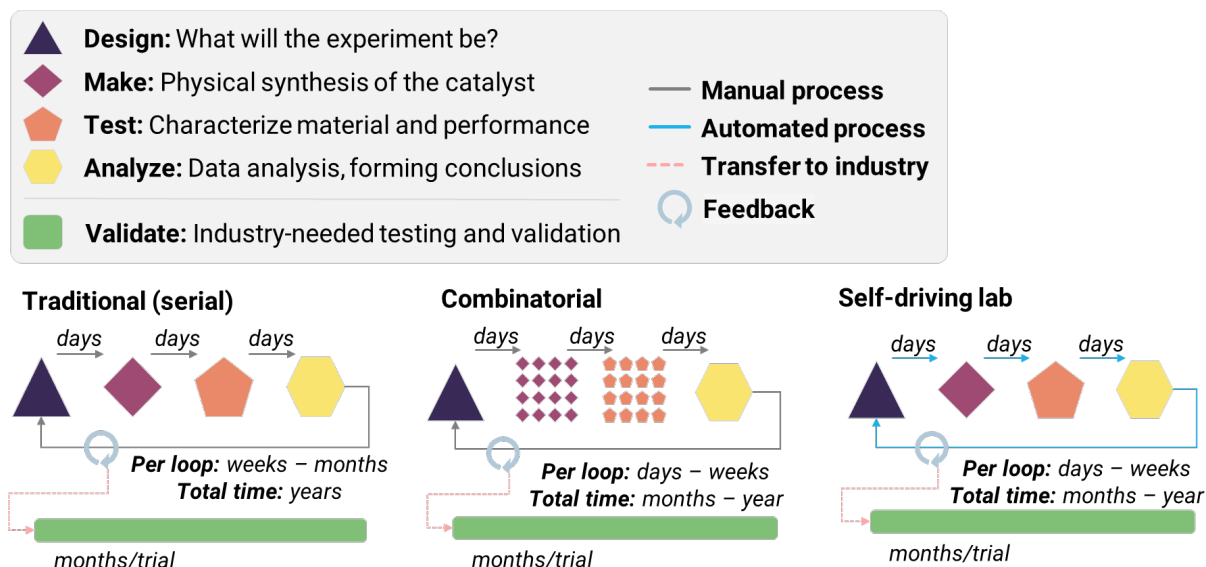 Design: What will the experiment be?
Make: Physical synthesis of the catalyst
Test: Characterize material and performance
Analyze: Data analysis, forming conclusions
Validate: Industry-needed testing and validation
Manual process
Automated process
Transfer to industry
Feedback
Traditional (serial)
days days days
Per loop: weeks – months
Total time: years
months/trial
Combinatorial
days days days
Per loop: days – weeks
Total time: months – year
months/trial
Self-driving lab
days days days
Per loop: days – weeks
Total time: months – year
months/trial